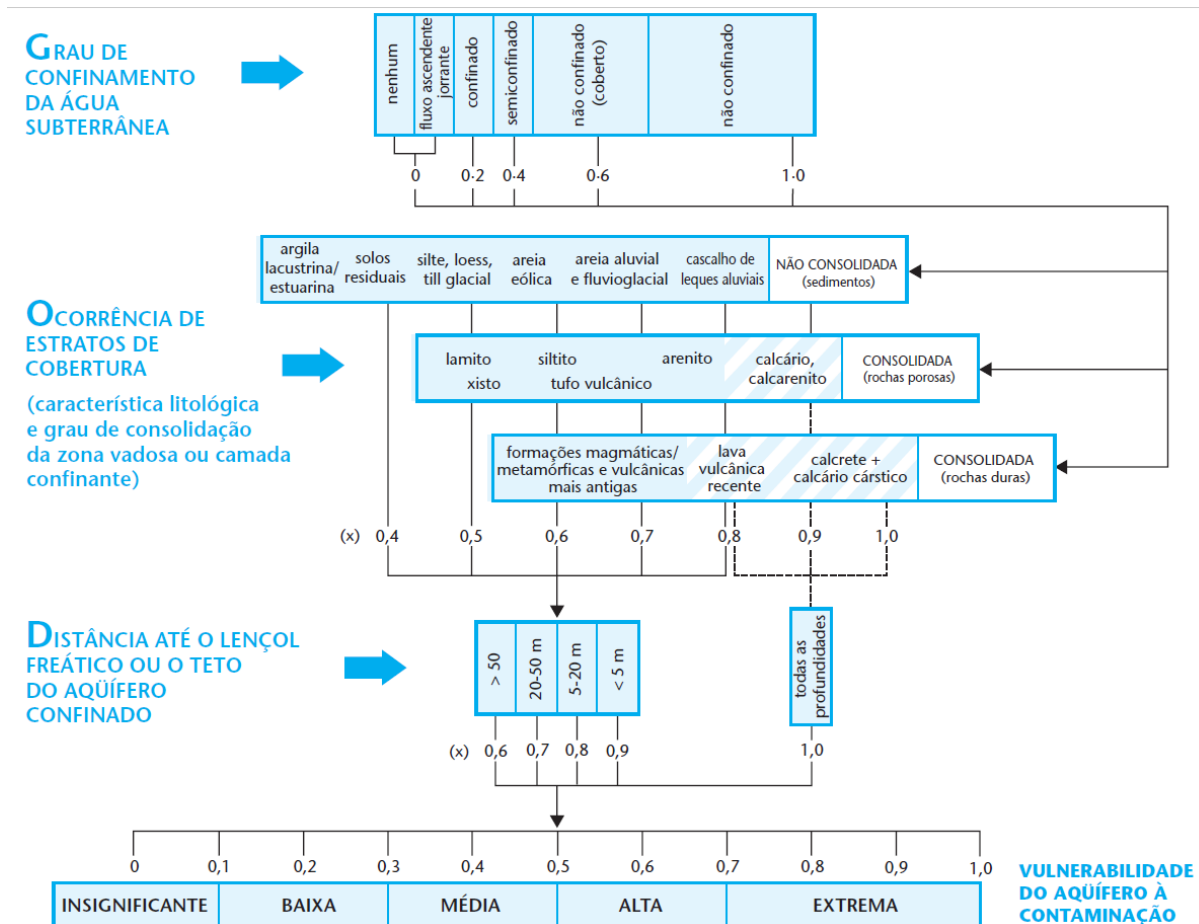 GRAU DE
CONFINAMENTO
DA ÁGUA
SUBTERRÂNEA
nenhum
fluxo ascendente
jorrante
confinado
semiconfinado
não confinado
(coberto)
não confinado
0
0·2
0·4
0·6
1·0
OCORRÊNCIA DE
ESTRATOS DE
COBERTURA
(característica litológica
e grau de consolidação
da zona vadosa ou camada
confinante)
argila
lacustrina/
estuarina
solos
residuais
silte, loess,
till glacial
areia
eólica
areia aluvial
e fluvioglacial
cascalho de
leques aluviais
NÃO CONSOLIDADA
(sedimentos)
lamito
xisto
siltito
tufo vulcânico
arenito
calcário,
calcarenito
CONSOLIDADA
(rochas porosas)
formações magmáticas/
metamórficas e vulcânicas
mais antigas
lava
vulcânica
recente
calcrete +
calcário cárstico
CONSOLIDADA
(rochas duras)
(x) 0,4 0,5 0,6 0,7 0,8 0,9 1,0
DISTÂNCIA ATÉ O LENÇOL
FREÁTICO OU O TETO
DO AQÜÍFERO
CONFINADO
> 50
20-50 m
5-20 m
< 5 m
todas as
profundidades
(x) 0,6 0,7 0,8 0,9 1,0
0 0,1 0,2 0,3 0,4 0,5 0,6 0,7 0,8 0,9 1,0
INSIGNIFICANTE BAIXA MÉDIA ALTA EXTREMA
VULNERABILIDADE
DO AQÜÍFERO À
CONTAMINAÇÃO